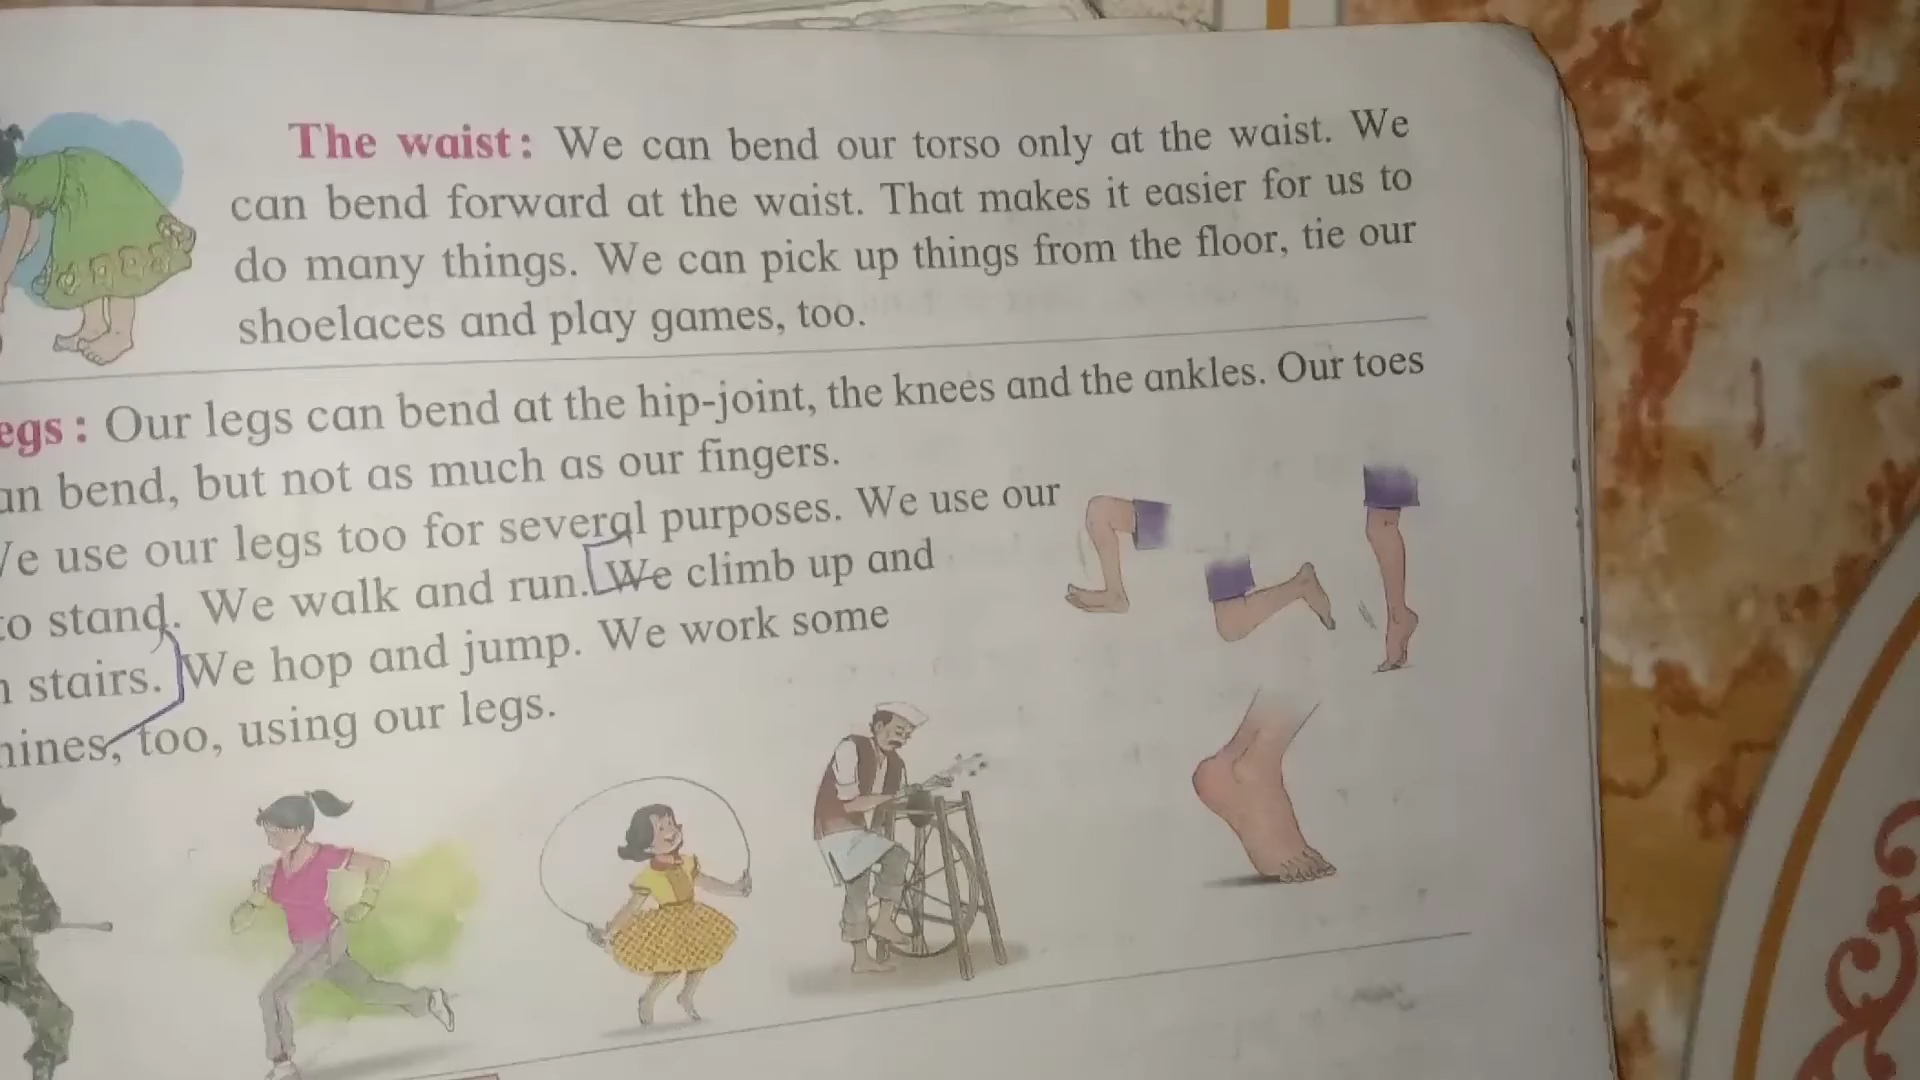 The waist: We can bend our torso only at the waist. We
can bend forward at the waist. That makes it easier for us to
do many things. We can pick up things from the floor, tie our
shoelaces and play games, too.
egs: Our legs can bend at the hip-joint, the knees and the ankles. Our toes
an bend, but not as much as our fingers.
e use our legs too for several purposes. We use our
to stand. We walk and run. We climb up and
n stairs. We hop and jump. We work some
hines, too, using our legs.